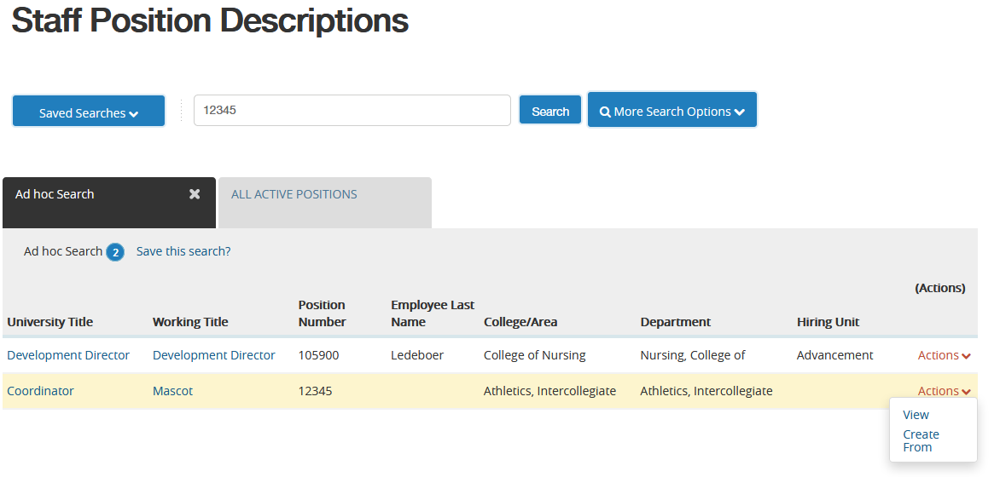 Staff Position Descriptions
Saved Searches
12345
Search
More Search Options
Ad hoc Search
ALL ACTIVE POSITIONS
Ad hoc Search 2 Save this search?
(Actions)
University Title Working Title Position Number Employee Last Name College/Area Department Hiring Unit
Development Director Development Director 105900 Ledeboer College of Nursing Nursing, College of Advancement Actions
Coordinator Mascot 12345 Athletics, Intercollegiate Athletics, Intercollegiate Actions
View
Create
From